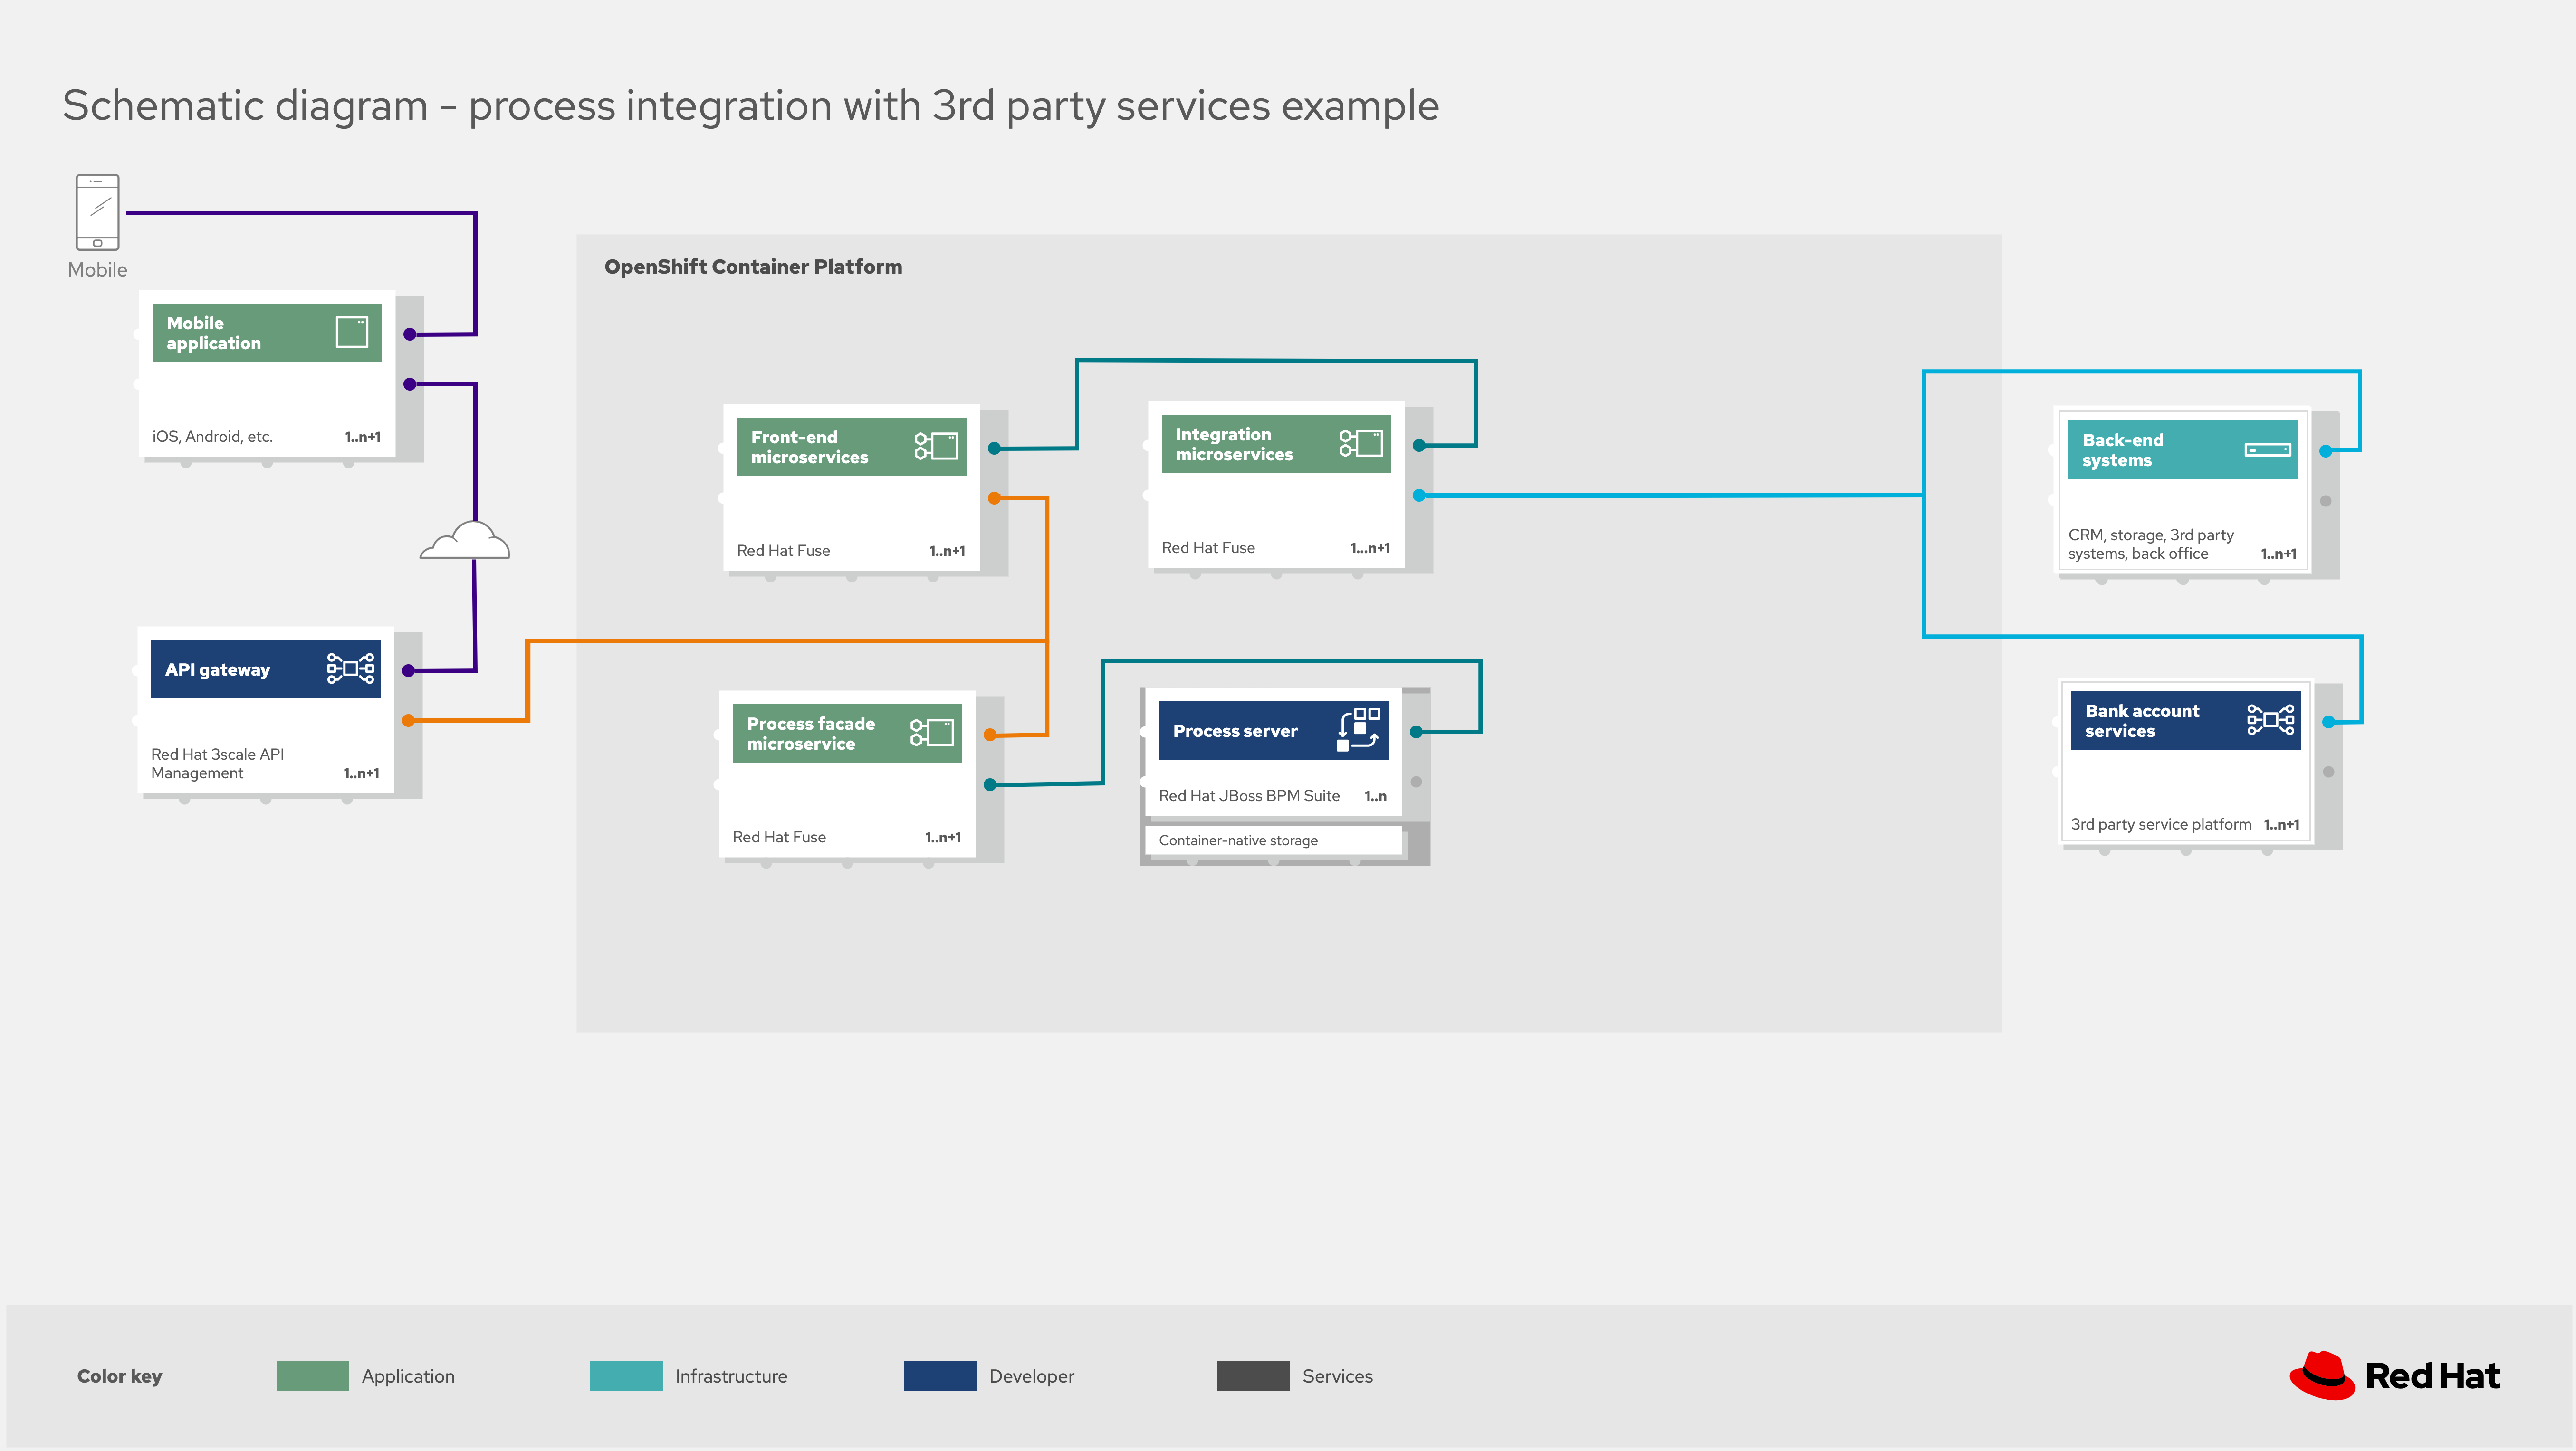 Schematic diagram - process integration with 3rd party services example
Mobile
Mobile
application
iOS, Android, etc.
1..n+1
API gateway
Red Hat 3scale API
Management
1..n+1
OpenShift Container Platform
Front-end
microservices
Red Hat Fuse
1..n+1
Integration
microservices
Red Hat Fuse
1...n+1
Process facade
microservice
Red Hat Fuse
1..n+1
Process server
Red Hat JBoss BPM Suite
1..n
Container-native storage
Back-end
systems
CRM, storage, 3rd party
systems, back office
1..n+1
Bank account
services
3rd party service platform
1..n+1
Color key
Application
Infrastructure
Developer
Services
Red Hat